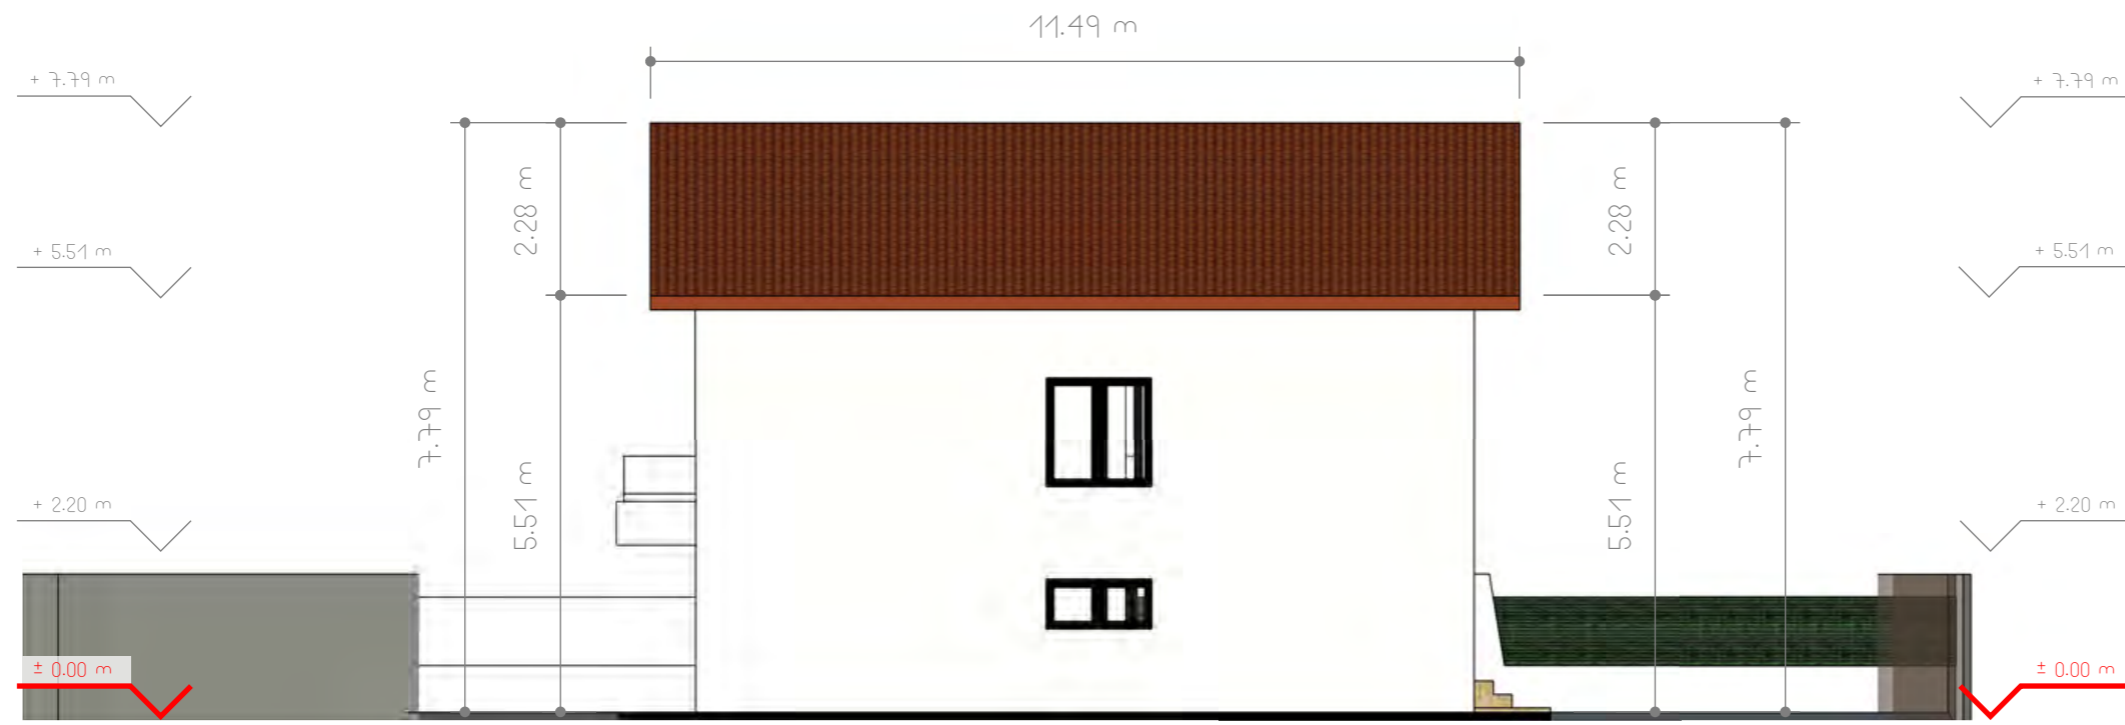 11.49 m
+ 7.79 m
+ 7.79 m
2.28 m
2.28 m
+ 5.51 m
+ 5.51 m
7.79 m
7.79 m
5.51 m
5.51 m
+ 2.20 m
+ 2.20 m
± 0.00 m
± 0.00 m